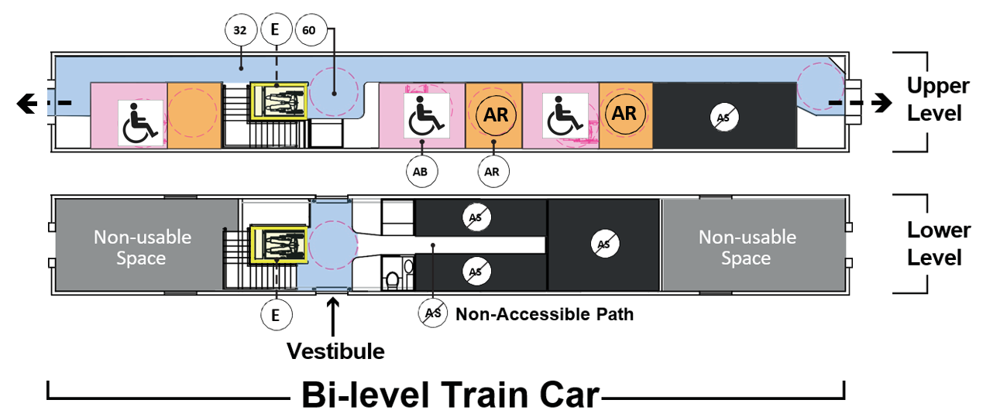 32
E
60
AR
AR
AS
AB
AR
Upper
Level
Non-usable
Space
AS
AS
AS
Non-usable
Space
Lower
Level
E
AS
Non-Accessible Path
Vestibule
Bi-level Train Car